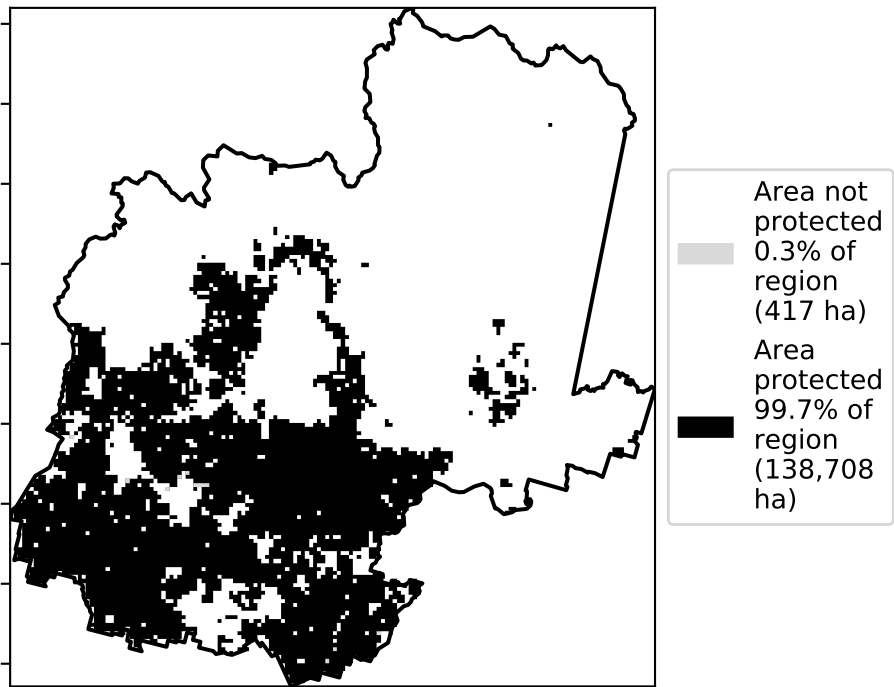 Area not
protected
0.3% of
region
(417 ha)
Area
protected
99.7% of
region
(138,708
ha)